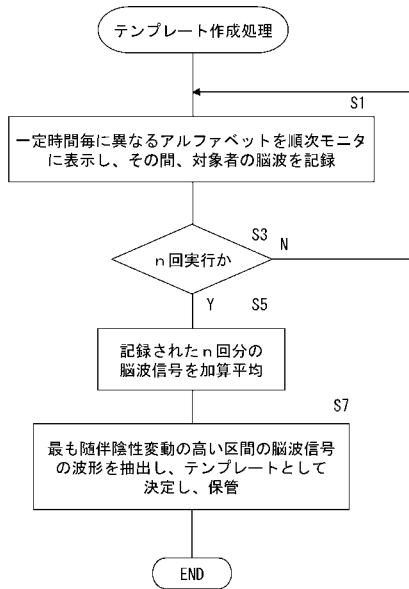 テンプレート作成処理
S1
一定時間毎に異なるアルファベットを順次モニタ
に表示し、その間、対象者の脳波を記録
S3
n回実行か
N
Y
S5
記録されたn回分の
脳波信号を加算平均
S7
最も随伴陰性変動の高い区間の脳波信号
の波形を抽出し、テンプレートとして
決定し、保管
END